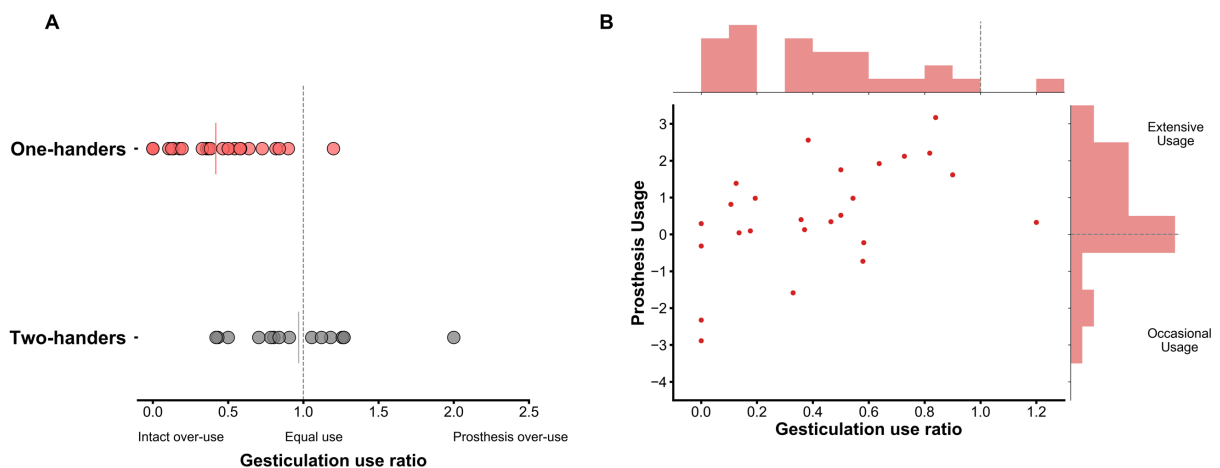 A
One-handers
Two-handers
0.0 0.5 1.0 1.5 2.0 2.5
Intact over-use Equal use Prosthesis over-use
Gesticulation use ratio
B
Extensive
Usage
Prosthesis Usage
3
2
1
0
−1
−2
−3
−4
Occasional
Usage
0.0 0.2 0.4 0.6 0.8 1.0 1.2
Gesticulation use ratio